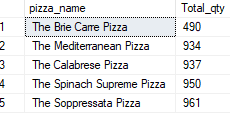 pizza_name Total_qty
1 The Brie Carre Pizza 490
2 The Mediterranean Pizza 934
3 The Calabrese Pizza 937
4 The Spinach Supreme Pizza 950
5 The Soppressata Pizza 961